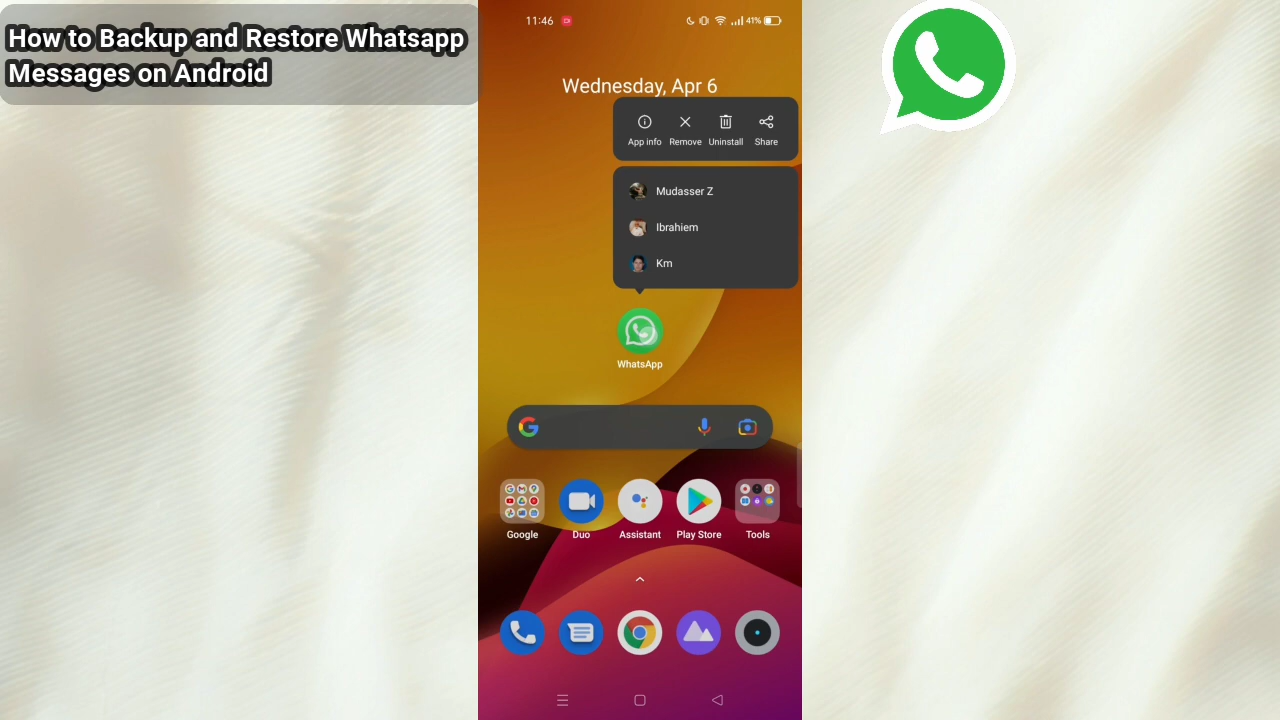 How to Backup and Restore Whatsapp
Messages on Android
11:46
41%
Wednesday, Apr 6
App info Remove Uninstall Share
Mudasser Z
Ibrahiem
Km
WhatsApp
Google Duo Assistant Play Store Tools